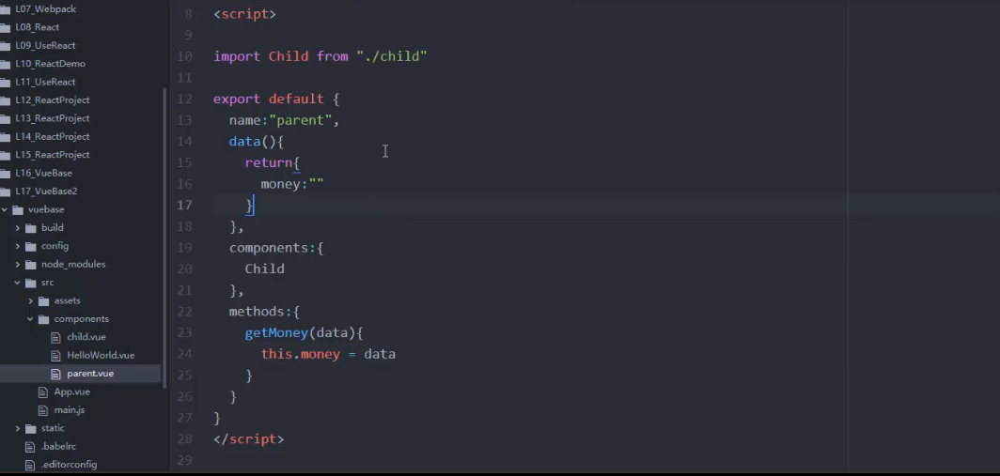 L07_Webpack
L08_React
L09_UseReact
L10_ReactDemo
L11_UseReact
L12_ReactProject
L13_ReactProject
L14_ReactProject
L15_ReactProject
L16_VueBase
L17_VueBase2
vuebase
build
config
node_modules
src
assets
components
child.vue
HelloWorld.vue
parent.vue
App.vue
main.js
static
.babelrc
.editorconfig
8 <script>
9
10 import Child from "./child"
11
12 export default {
13 name:"parent",
14 data(){
15 return{
16 money:""
17 }
18 },
19 components:{
20 Child
21 },
22 methods:{
23 getMoney(data){
24 this.money = data
25 }
26 }
27 }
28 </script>
29